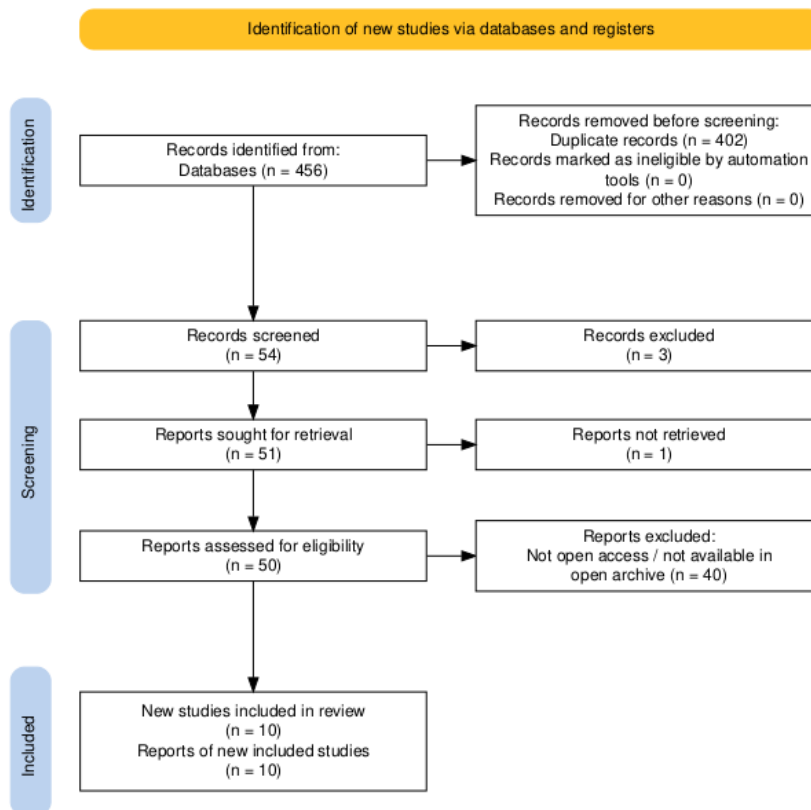 Identification of new studies via databases and registers
Identification
Records identified from:
Databases (n = 456)
Records removed before screening:
Duplicate records (n = 402)
Records marked as ineligible by automation
tools (n = 0)
Records removed for other reasons (n = 0)
Screening
Records screened
(n = 54)
Records excluded
(n = 3)
Reports sought for retrieval
(n = 51)
Reports not retrieved
(n = 1)
Reports assessed for eligibility
(n = 50)
Reports excluded:
Not open access / not available in
open archive (n = 40)
Included
New studies included in review
(n = 10)
Reports of new included studies
(n = 10)